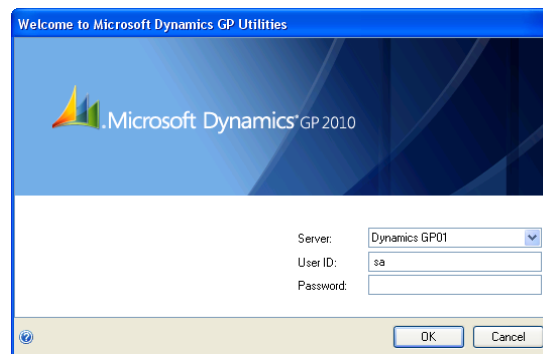 Welcome to Microsoft Dynamics GP Utilities
Microsoft Dynamics GP 2010
Server: Dynamics GP01
User ID: sa
Password:
OK Cancel